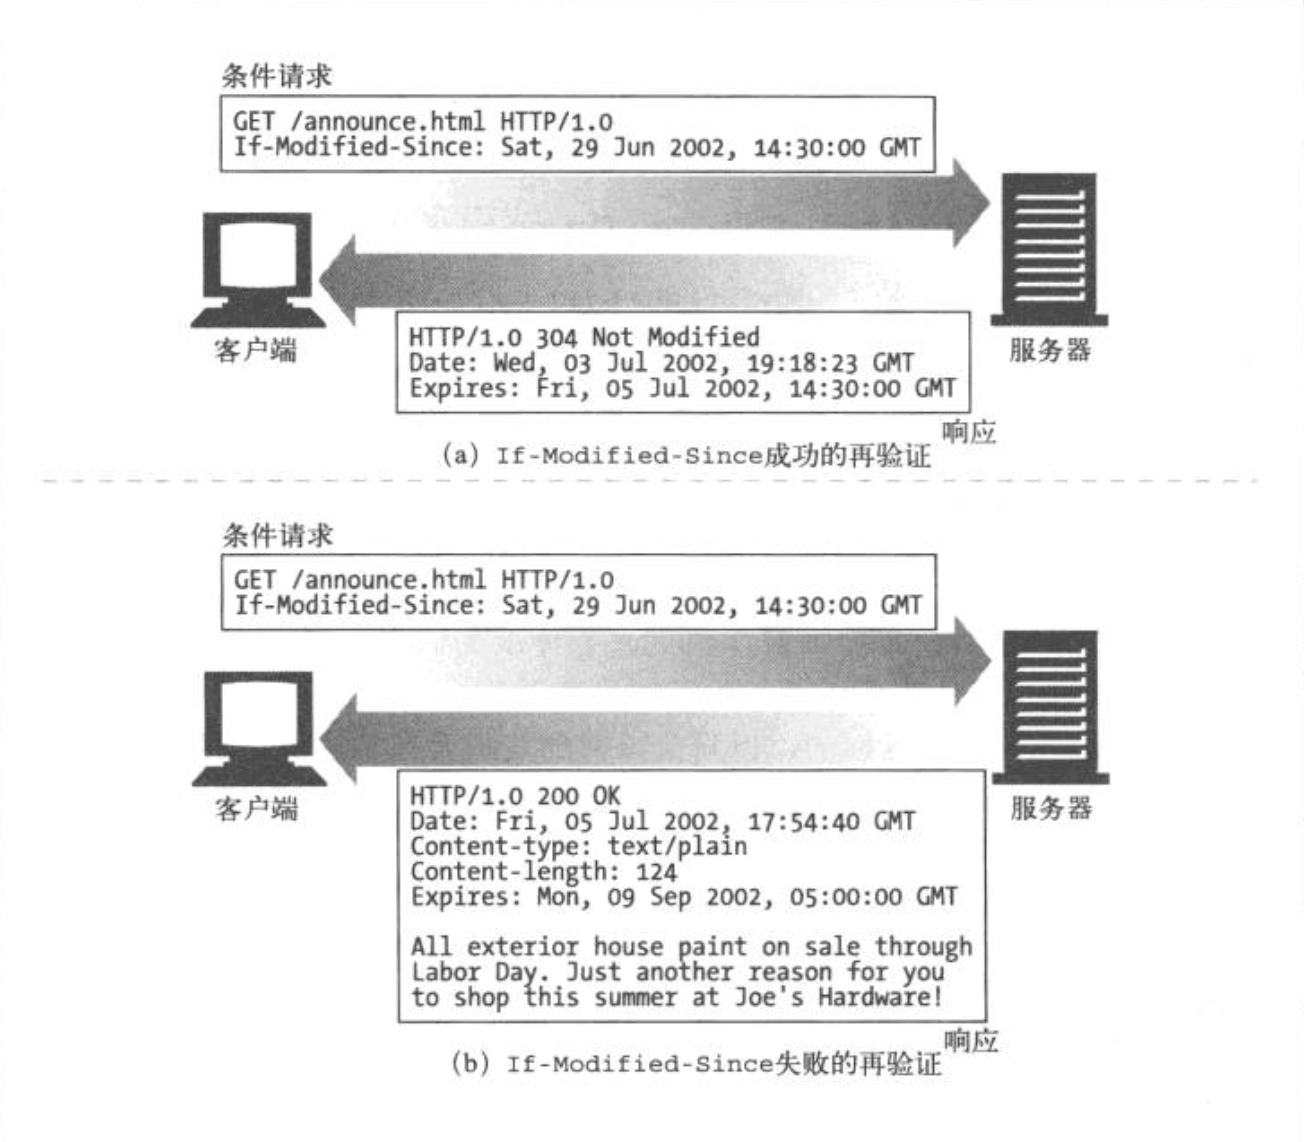 条件请求
GET /announce.html HTTP/1.0
If-Modified-Since: Sat, 29 Jun 2002, 14:30:00 GMT
客户端
服务器
HTTP/1.0 304 Not Modified
Date: Wed, 03 Jul 2002, 19:18:23 GMT
Expires: Fri, 05 Jul 2002, 14:30:00 GMT
响应
(a) If-Modified-Since成功的再验证
条件请求
GET /announce.html HTTP/1.0
If-Modified-Since: Sat, 29 Jun 2002, 14:30:00 GMT
客户端
服务器
HTTP/1.0 200 OK
Date: Fri, 05 Jul 2002, 17:54:40 GMT
Content-type: text/plain
Content-length: 124
Expires: Mon, 09 Sep 2002, 05:00:00 GMT
All exterior house paint on sale through
Labor Day. Just another reason for you
to shop this summer at Joe's Hardware!
响应
(b) If-Modified-Since失败的再验证